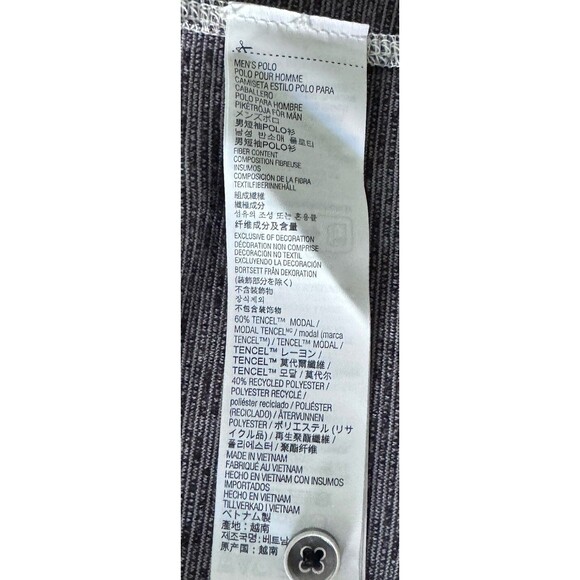 MEN'S POLO
POLO POUR HOMME
CAMISETA ESTILO POLO PARA
CABALLERO
POLO PARA HOMBRE
PIKÉTRÖJA FÖR MÄN
メンズポロ
男短袖POLO衫
남성 반소매 폴로티
男短袖POLO衫
FIBER CONTENT
COMPOSITION FIBREUSE
INSUMOS
COMPOSICIÓN DE LA FIBRA
TEXTILFIBERINNEHÅLL
組成繊維
纖維成分
섬유의 조성 또는 혼용률
纤维成分及含量
EXCLUSIVE OF DECORATION
DÉCORATION NON COMPRISE
DECORACION NO TEXTIL
EXCLUYENDO LA DECORACIÓN
BORTSETT FRÅN DEKORATION
(装飾部分を除く)
不含裝飾物
장식제외
不包含装饰物
60% TENCEL™ MODAL /
MODAL TENCELᴹᶜ / modal (marca
TENCEL™) / TENCEL™ MODAL /
TENCEL™ レーヨン /
TENCEL™ 莫代爾纖維 /
TENCEL™ 모달 / 莫代尔
40% RECYCLED POLYESTER /
POLYESTER RECYCLÉ /
poliéster reciclado / POLIÉSTER
(RECICLADO) / ÅTERVUNNEN
POLYESTER / ポリエステル (リサ
イクル品) / 再生聚酯纖維 /
폴리에스터 / 聚酯纤维
MADE IN VIETNAM
FABRIQUÉ AU VIETNAM
HECHO EN VIETNAM CON INSUMOS
IMPORTADOS
HECHO EN VIETNAM
TILLVERKAD I VIETNAM
ベトナム製
產地: 越南
제조국명: 베트남
原产国: 越南